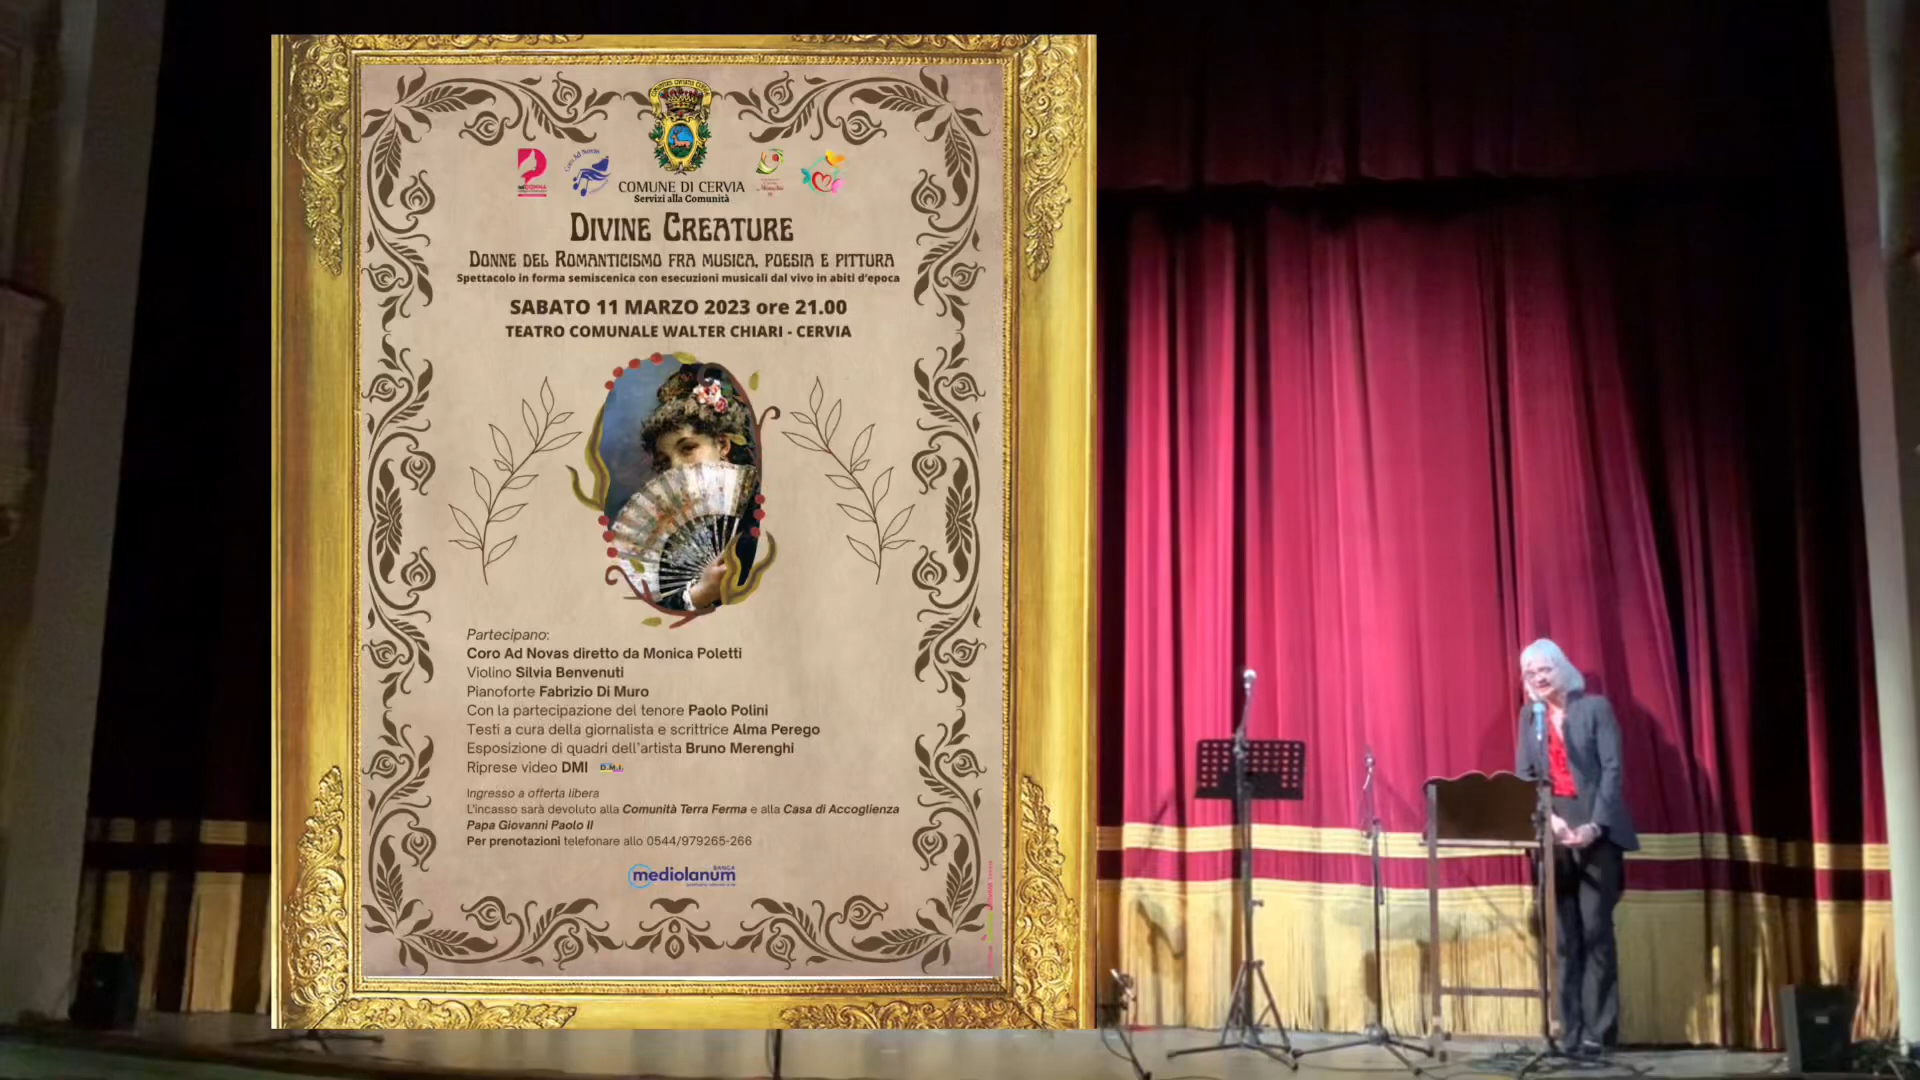 COMUNE DI CERVIA
Servizi alla Comunità
DIVINE CREATURE
DONNE DEL ROMANTICISMO FRA MUSICA, POESIA E PITTURA
Spettacolo in forma semiscenica con esecuzioni musicali dal vivo in abiti d'epoca
SABATO 11 MARZO 2023 ore 21.00
TEATRO COMUNALE WALTER CHIARI - CERVIA
Partecipano:
Coro Ad Novas diretto da Monica Poletti
Violino Silvia Benvenuti
Pianoforte Fabrizio Di Muro
Con la partecipazione del tenore Paolo Polini
Testi a cura della giornalista e scrittrice Alma Perego
Esposizione di quadri dell'artista Bruno Merenghi
Riprese video DMI D.M.I.
Ingresso a offerta libera
L'incasso sarà devoluto alla Comunità Terra Ferma e alla Casa di Accoglienza
Papa Giovanni Paolo II
Per prenotazioni telefonare allo 0544/979265-266
BANCA
mediolanum